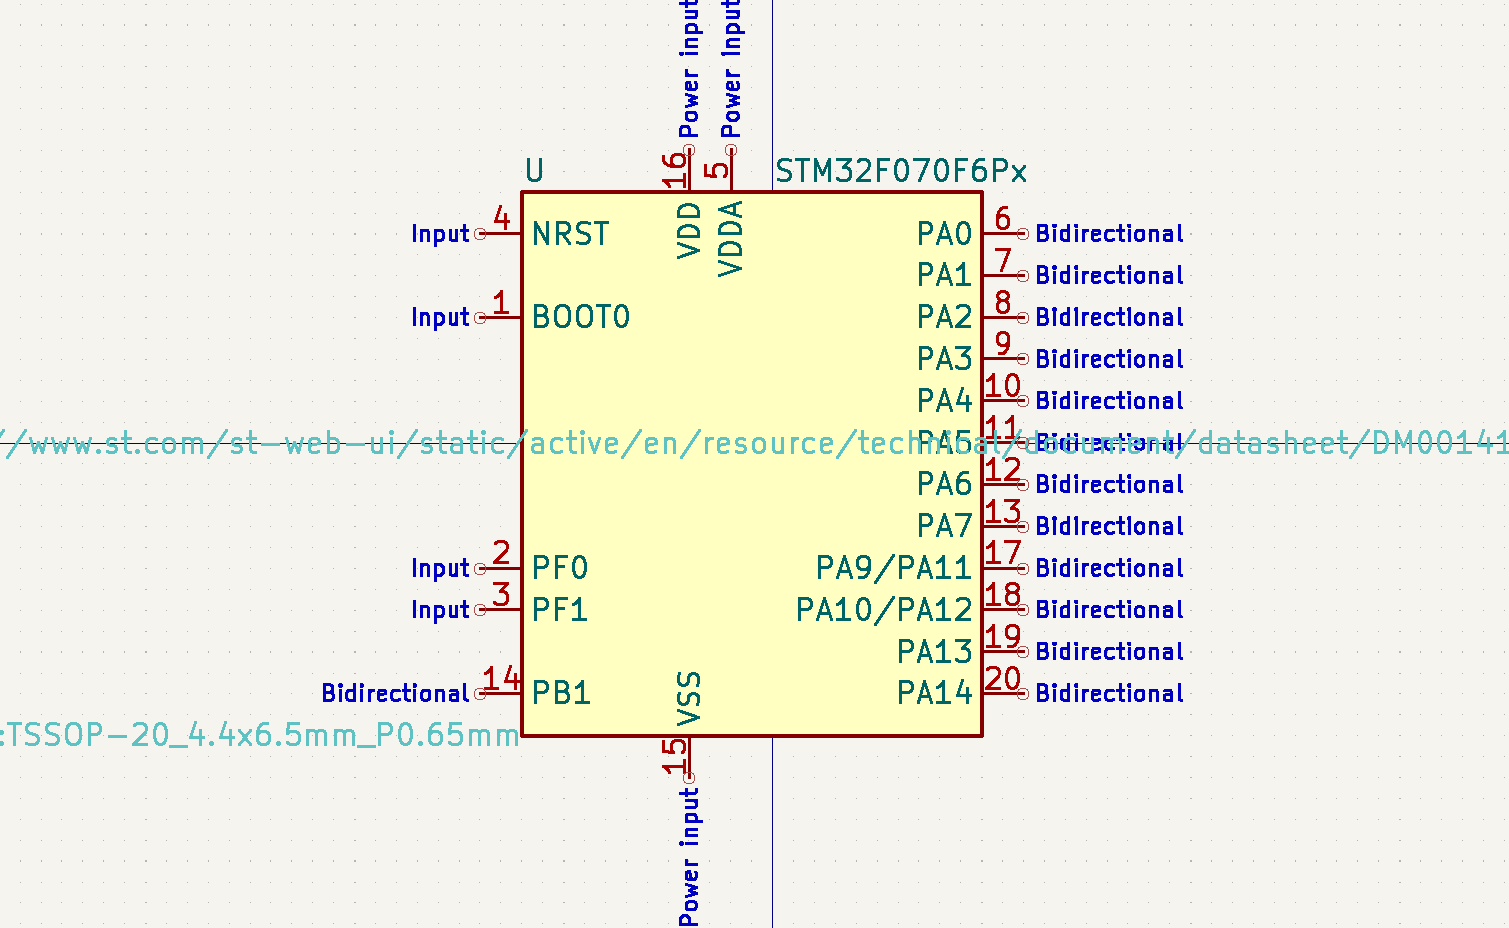 Power input
Power input
16
5
U
STM32F070F6Px
VDD
VDDA
Input
4
NRST
PA0
6
Bidirectional
PA1
7
Bidirectional
Input
1
BOOT0
PA2
8
Bidirectional
PA3
9
Bidirectional
PA4
10
Bidirectional
//www.st.com/st-web-ui/static/active/en/resource/technical/document/datasheet/DM00141
PA5
11
Bidirectional
PA6
12
Bidirectional
PA7
13
Bidirectional
Input
2
PF0
PA9/PA11
17
Bidirectional
Input
3
PF1
PA10/PA12
18
Bidirectional
PA13
19
Bidirectional
Bidirectional
14
PB1
VSS
PA14
20
Bidirectional
:TSSOP-20_4.4x6.5mm_P0.65mm
15
Power input